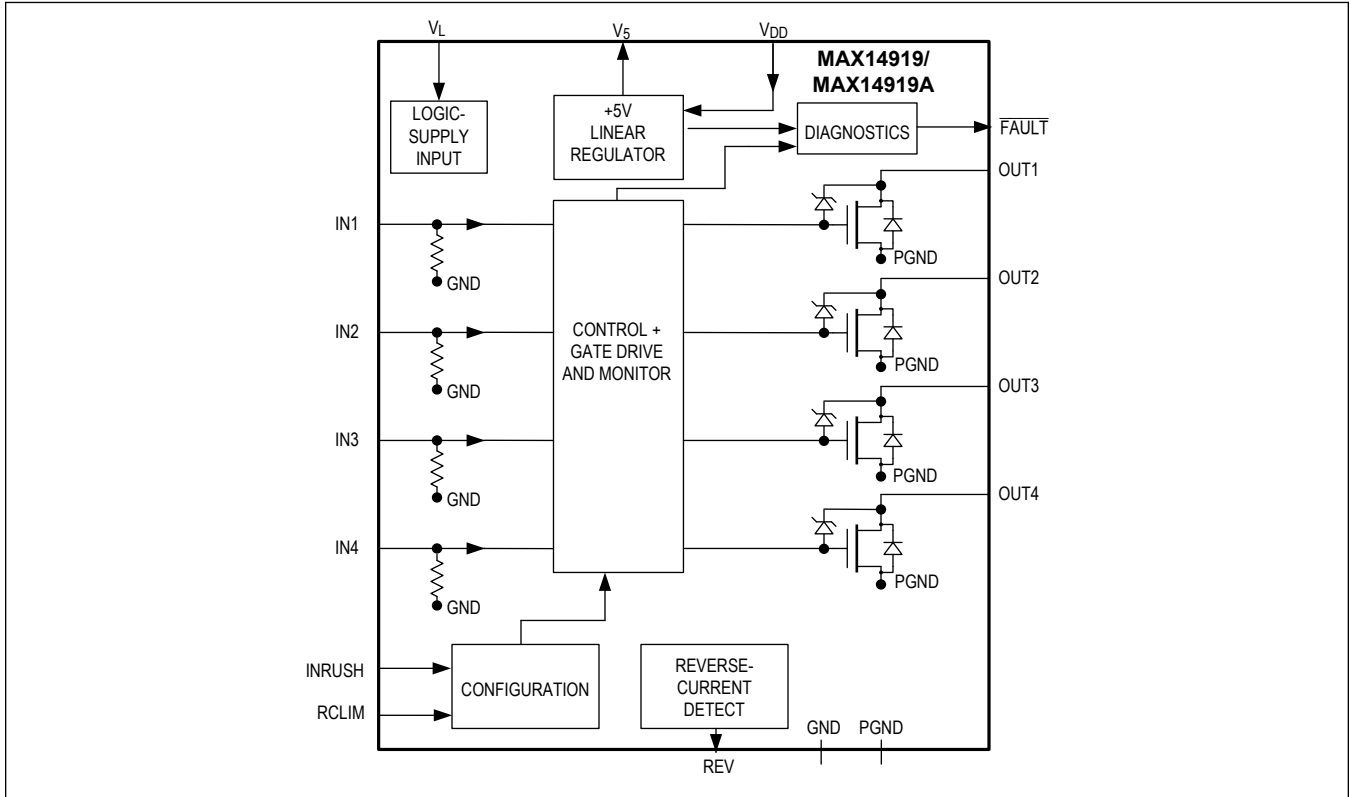 VL
V5
VDD
MAX14919/
MAX14919A
LOGIC-
SUPPLY
INPUT
+5V
LINEAR
REGULATOR
DIAGNOSTICS
FAULT
OUT1
IN1
GND
PGND
OUT2
IN2
GND
CONTROL +
GATE DRIVE
AND MONITOR
PGND
OUT3
IN3
GND
PGND
OUT4
IN4
GND
PGND
INRUSH
RCLIM
CONFIGURATION
REVERSE-
CURRENT
DETECT
GND
PGND
REV